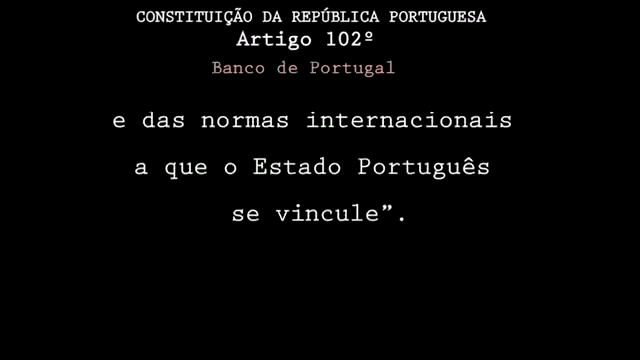 CONSTITUIÇÃO DA REPÚBLICA PORTUGUESA
Artigo 102º
Banco de Portugal
e das normas internacionais
a que o Estado Português
se vincule”.